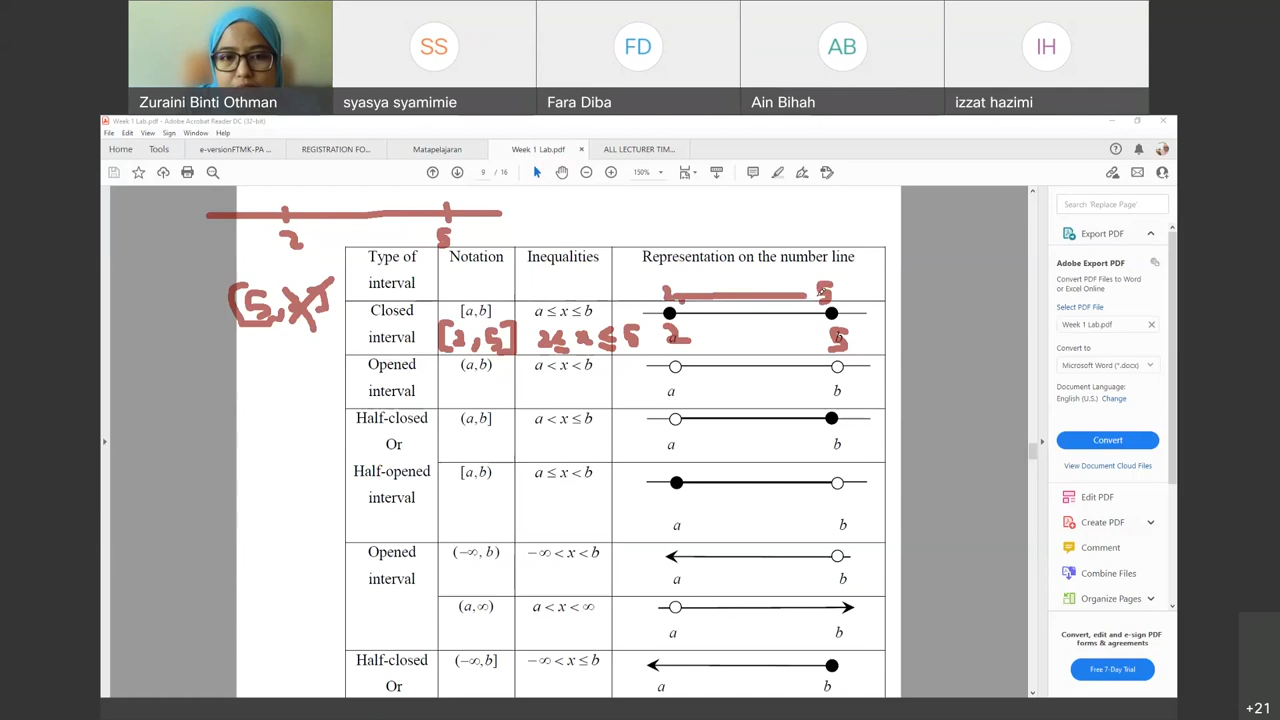 SS
FD
AB
IH
Zuraini Binti Othman
syasya syamimie
Fara Diba
Ain Bihah
izzat hazimi
Week 1 Lab.pdf - Adobe Acrobat Reader DC (32-bit)
File Edit View Sign Window Help
Home Tools e-versionFTMK-PA ... REGISTRATION FO... Matapelajaran Week 1 Lab.pdf × ALL LECTURER TIM...
9 / 16 150%
2 5
Type of interval Notation Inequalities Representation on the number line
2 5
Closed interval [a, b] a ≤ x ≤ b a b
[2, 5] 2 ≤ x ≤ 5 2 5
Opened interval (a, b) a < x < b a b
Half-closed Or Half-opened interval (a, b] a < x ≤ b a b
[a, b) a ≤ x < b a b
Opened interval (−∞, b) −∞ < x < b a b
(a, ∞) a < x < ∞ a b
Half-closed Or (−∞, b] −∞ < x ≤ b a b
Search 'Replace Page'
Export PDF
Adobe Export PDF
Convert PDF Files to Word
or Excel Online
Select PDF File
Week 1 Lab.pdf ×
Convert to
Microsoft Word (*.docx)
Document Language:
English (U.S.) Change
Convert
View Document Cloud Files
Edit PDF
Create PDF
Comment
Combine Files
Organize Pages
Convert, edit and e-sign PDF
forms & agreements
Free 7-Day Trial
+21